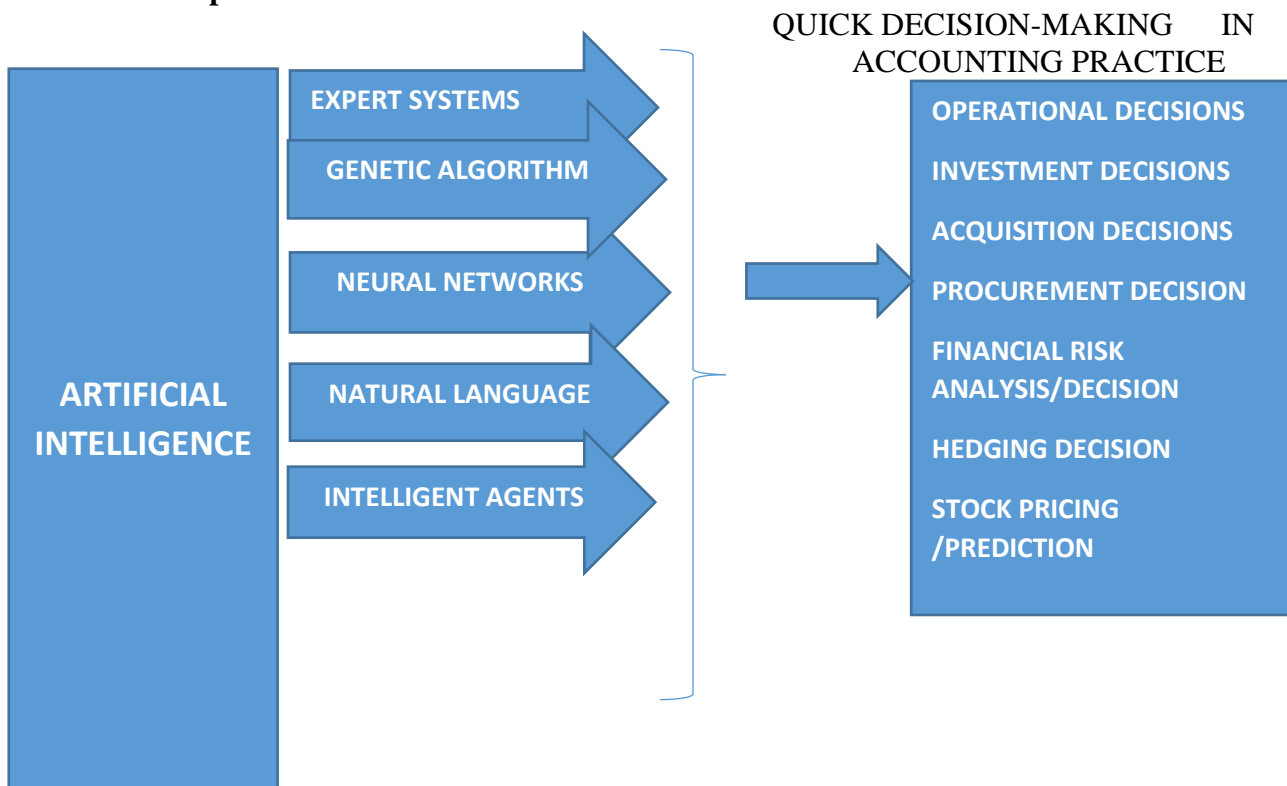 QUICK DECISION-MAKING IN
ACCOUNTING PRACTICE
ARTIFICIAL
INTELLIGENCE
EXPERT SYSTEMS
GENETIC ALGORITHM
NEURAL NETWORKS
NATURAL LANGUAGE
INTELLIGENT AGENTS
OPERATIONAL DECISIONS
INVESTMENT DECISIONS
ACQUISITION DECISIONS
PROCUREMENT DECISION
FINANCIAL RISK
ANALYSIS/DECISION
HEDGING DECISION
STOCK PRICING
/PREDICTION